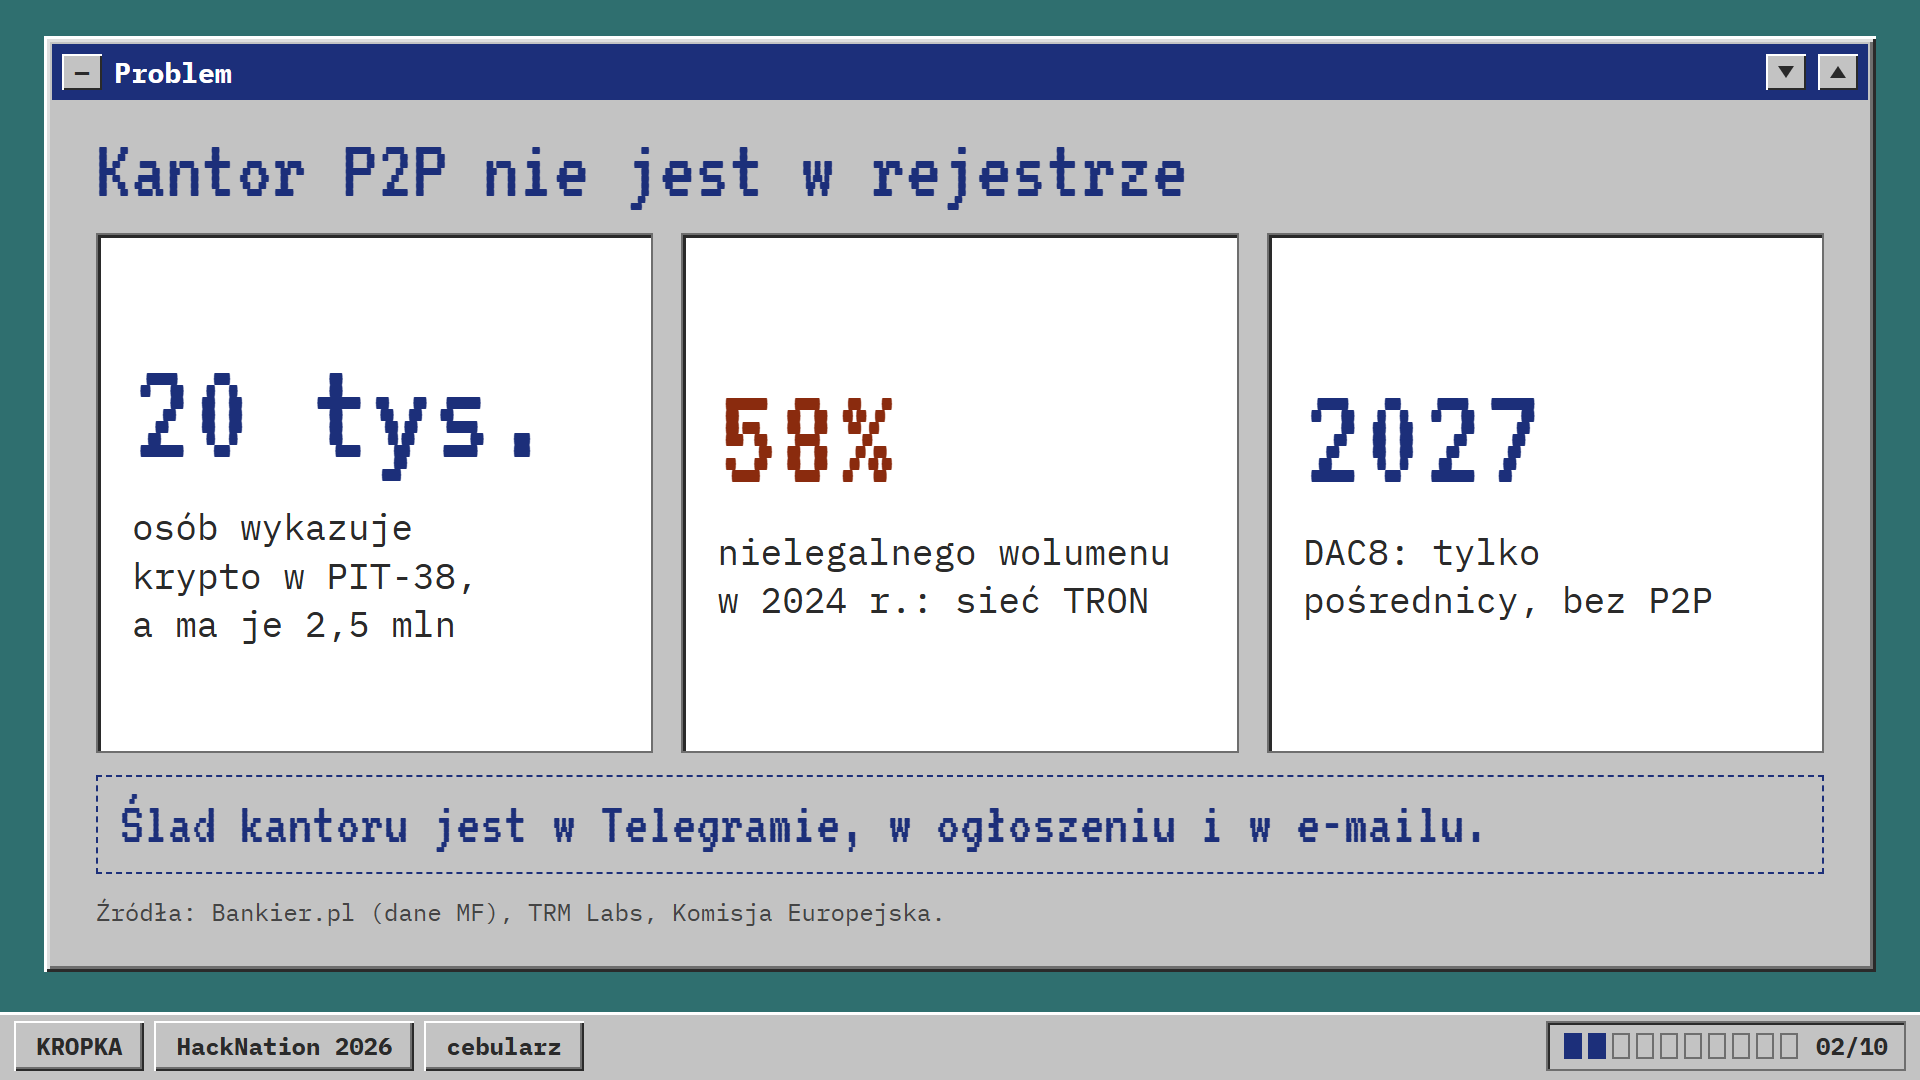 Problem
Kantor P2P nie jest w rejestrze
20 tys.
osób wykazuje
krypto w PIT-38,
a ma je 2,5 mln
58%
nielegalnego wolumenu
w 2024 r.: sieć TRON
2027
DAC8: tylko
pośrednicy, bez P2P
Ślad kantoru jest w Telegramie, w ogłoszeniu i w e-mailu.
Źródła: Bankier.pl (dane MF), TRM Labs, Komisja Europejska.
KROPKA
HackNation 2026
cebularz
02/10